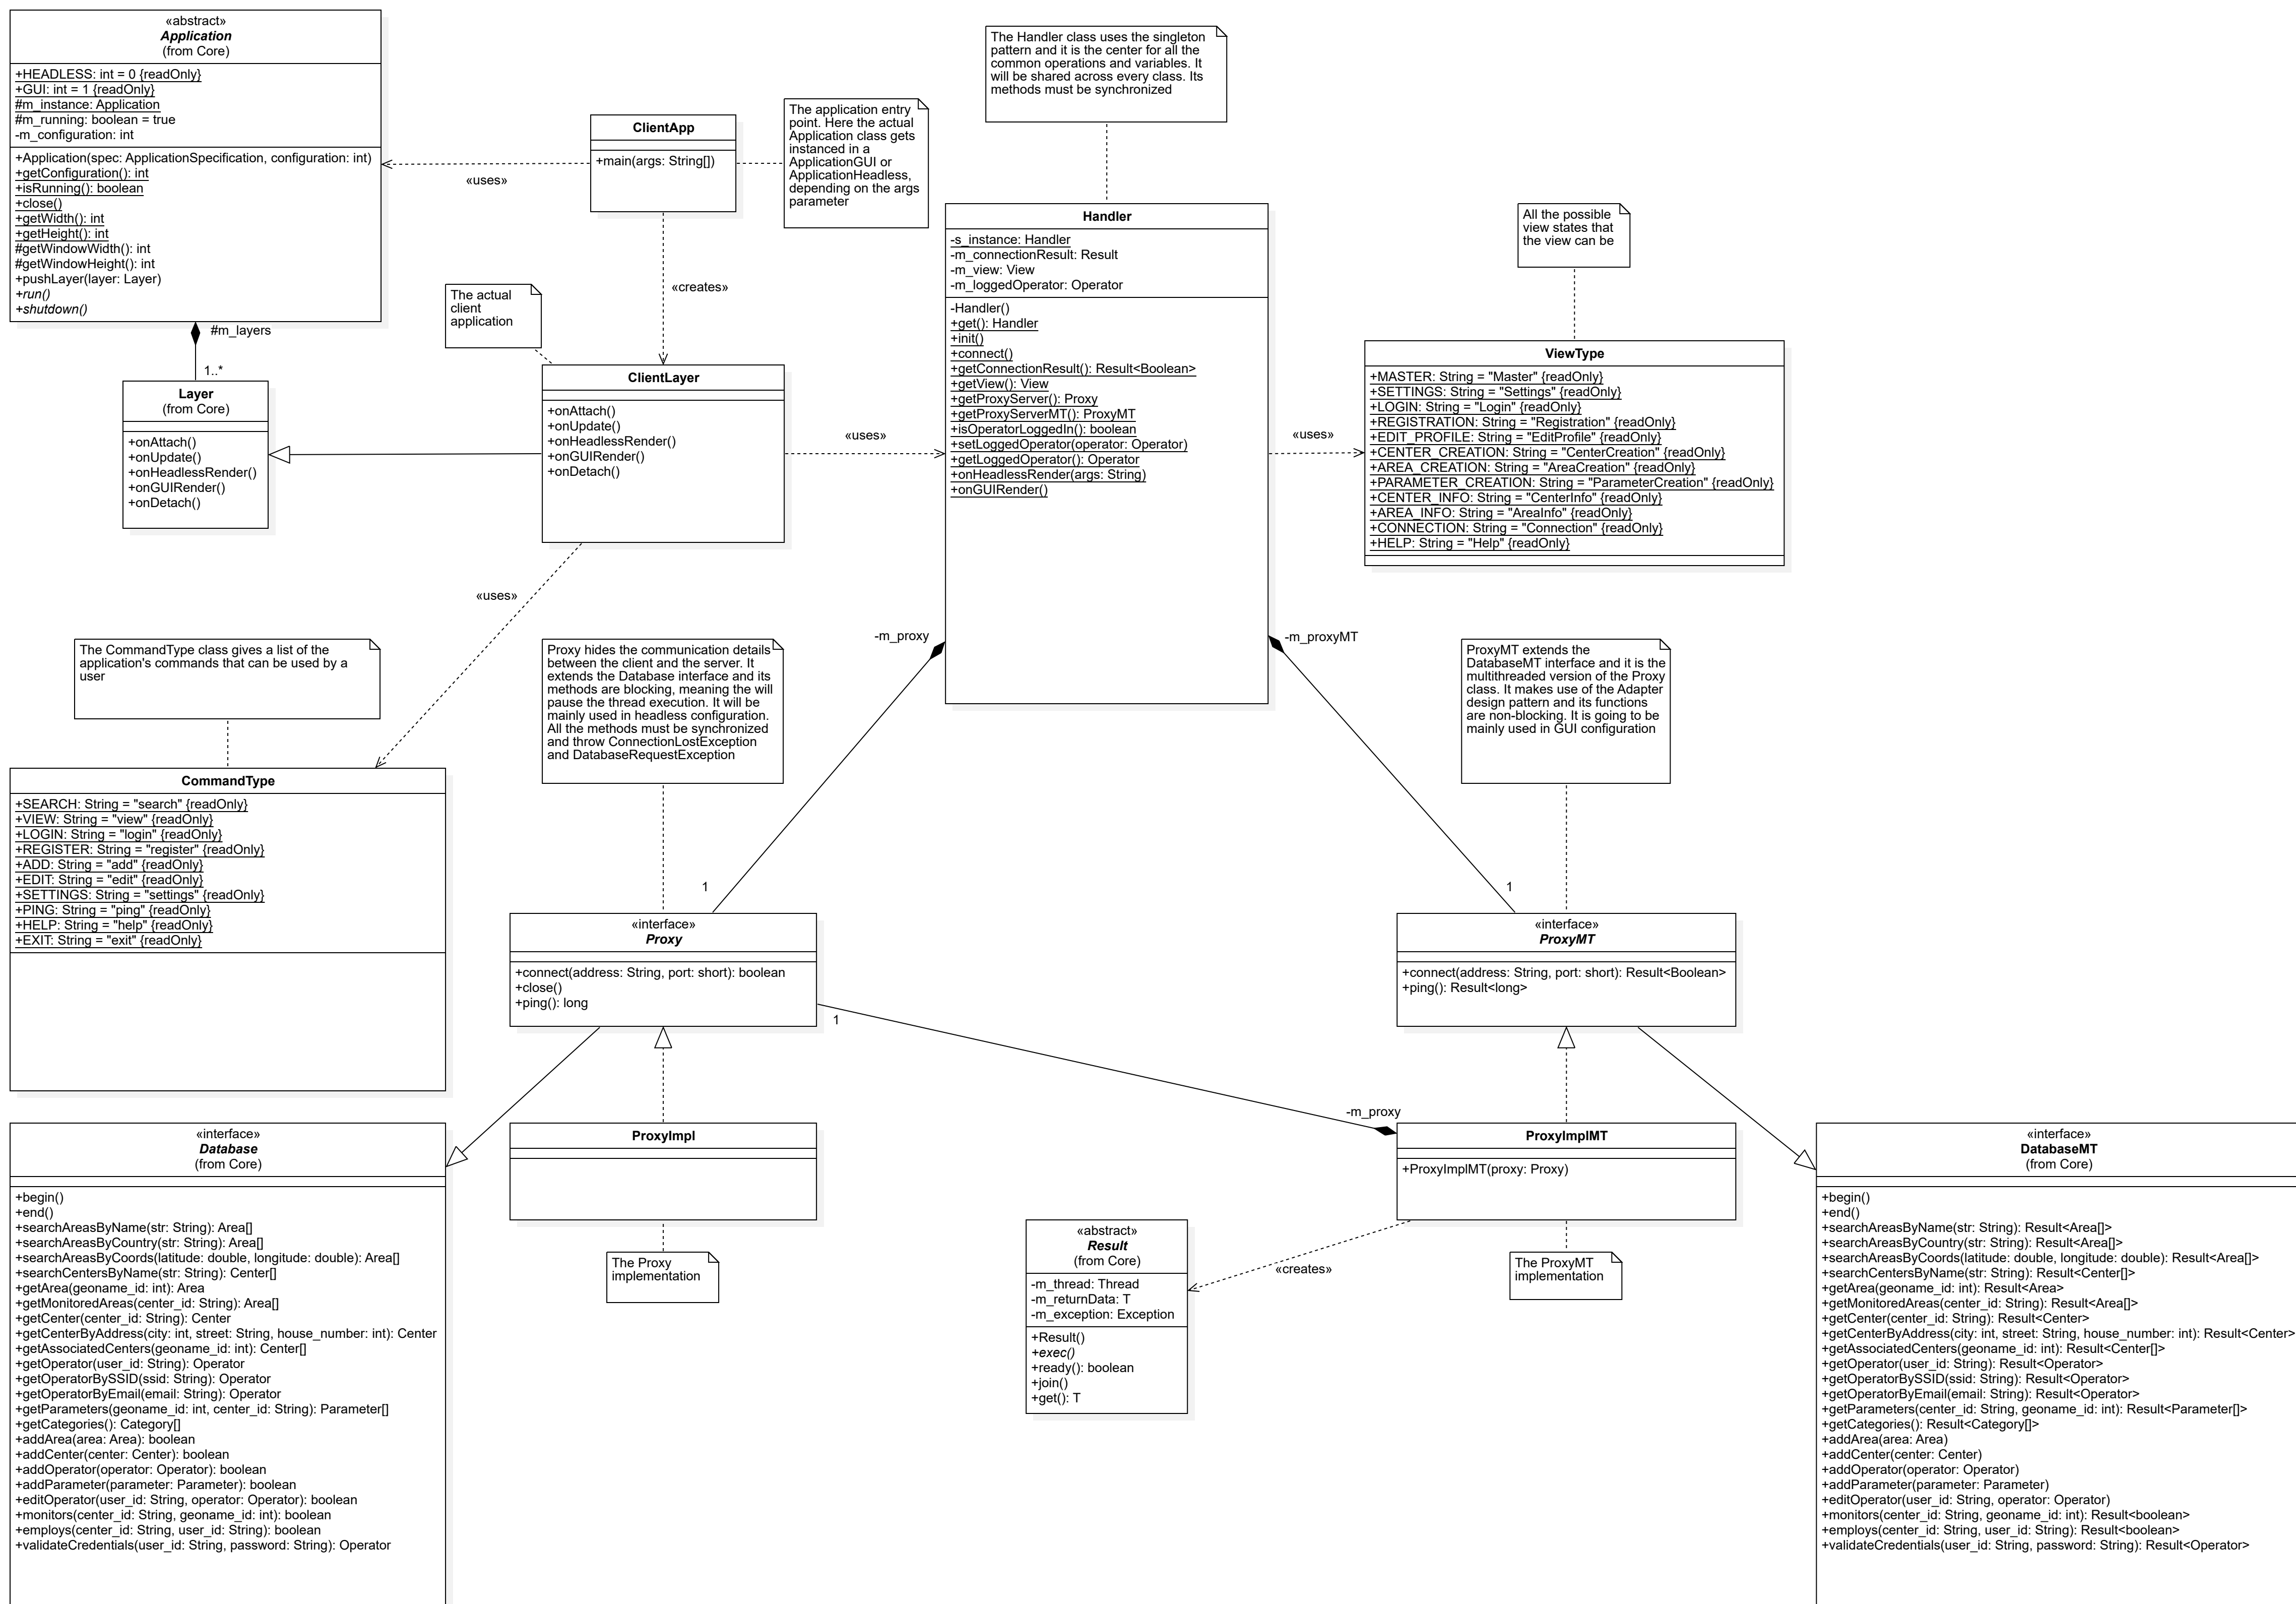 «abstract»
Application
(from Core)
+HEADLESS: int = 0 {readOnly}
+GUI: int = 1 {readOnly}
#m_instance: Application
#m_running: boolean = true
-m_configuration: int
+Application(spec: ApplicationSpecification, configuration: int)
+getConfiguration(): int
+isRunning(): boolean
+close()
+getWidth(): int
+getHeight(): int
#getWindowWidth(): int
#getWindowHeight(): int
+pushLayer(layer: Layer)
+run()
+shutdown()
#m_layers
1..*
Layer
(from Core)
+onAttach()
+onUpdate()
+onHeadlessRender()
+onGUIRender()
+onDetach()
«uses»
ClientApp
+main(args: String[])
The application entry
point. Here the actual
Application class gets
instanced in a
ApplicationGUI or
ApplicationHeadless,
depending on the args
parameter
«creates»
The actual
client
application
ClientLayer
+onAttach()
+onUpdate()
+onHeadlessRender()
+onGUIRender()
+onDetach()
«uses»
The Handler class uses the singleton
pattern and it is the center for all the
common operations and variables. It
will be shared across every class. Its
methods must be synchronized
Handler
-s_instance: Handler
-m_connectionResult: Result
-m_view: View
-m_loggedOperator: Operator
-Handler()
+get(): Handler
+init()
+connect()
+getConnectionResult(): Result<Boolean>
+getView(): View
+getProxyServer(): Proxy
+getProxyServerMT(): ProxyMT
+isOperatorLoggedIn(): boolean
+setLoggedOperator(operator: Operator)
+getLoggedOperator(): Operator
+onHeadlessRender(args: String)
+onGUIRender()
«uses»
All the possible
view states that
the view can be
ViewType
+MASTER: String = "Master" {readOnly}
+SETTINGS: String = "Settings" {readOnly}
+LOGIN: String = "Login" {readOnly}
+REGISTRATION: String = "Registration" {readOnly}
+EDIT_PROFILE: String = "EditProfile" {readOnly}
+CENTER_CREATION: String = "CenterCreation" {readOnly}
+AREA_CREATION: String = "AreaCreation" {readOnly}
+PARAMETER_CREATION: String = "ParameterCreation" {readOnly}
+CENTER_INFO: String = "CenterInfo" {readOnly}
+AREA_INFO: String = "AreaInfo" {readOnly}
+CONNECTION: String = "Connection" {readOnly}
+HELP: String = "Help" {readOnly}
«uses»
The CommandType class gives a list of the
application's commands that can be used by a
user
CommandType
+SEARCH: String = "search" {readOnly}
+VIEW: String = "view" {readOnly}
+LOGIN: String = "login" {readOnly}
+REGISTER: String = "register" {readOnly}
+ADD: String = "add" {readOnly}
+EDIT: String = "edit" {readOnly}
+SETTINGS: String = "settings" {readOnly}
+PING: String = "ping" {readOnly}
+HELP: String = "help" {readOnly}
+EXIT: String = "exit" {readOnly}
Proxy hides the communication details
between the client and the server. It
extends the Database interface and its
methods are blocking, meaning the will
pause the thread execution. It will be
mainly used in headless configuration.
All the methods must be synchronized
and throw ConnectionLostException
and DatabaseRequestException
-m_proxy
1
-m_proxyMT
1
ProxyMT extends the
DatabaseMT interface and it is the
multithreaded version of the Proxy
class. It makes use of the Adapter
design pattern and its functions
are non-blocking. It is going to be
mainly used in GUI configuration
«interface»
Proxy
+connect(address: String, port: short): boolean
+close()
+ping(): long
«interface»
ProxyMT
+connect(address: String, port: short): Result<Boolean>
+ping(): Result<long>
1
-m_proxy
«interface»
Database
(from Core)
+begin()
+end()
+searchAreasByName(str: String): Area[]
+searchAreasByCountry(str: String): Area[]
+searchAreasByCoords(latitude: double, longitude: double): Area[]
+searchCentersByName(str: String): Center[]
+getArea(geoname_id: int): Area
+getMonitoredAreas(center_id: String): Area[]
+getCenter(center_id: String): Center
+getCenterByAddress(city: int, street: String, house_number: int): Center
+getAssociatedCenters(geoname_id: int): Center[]
+getOperator(user_id: String): Operator
+getOperatorBySSID(ssid: String): Operator
+getOperatorByEmail(email: String): Operator
+getParameters(geoname_id: int, center_id: String): Parameter[]
+getCategories(): Category[]
+addArea(area: Area): boolean
+addCenter(center: Center): boolean
+addOperator(operator: Operator): boolean
+addParameter(parameter: Parameter): boolean
+editOperator(user_id: String, operator: Operator): boolean
+monitors(center_id: String, geoname_id: int): boolean
+employs(center_id: String, user_id: String): boolean
+validateCredentials(user_id: String, password: String): Operator
ProxyImpl
The Proxy
implementation
ProxyImplMT
+ProxyImplMT(proxy: Proxy)
«creates»
The ProxyMT
implementation
«abstract»
Result
(from Core)
-m_thread: Thread
-m_returnData: T
-m_exception: Exception
+Result()
+exec()
+ready(): boolean
+join()
+get(): T
«interface»
DatabaseMT
(from Core)
+begin()
+end()
+searchAreasByName(str: String): Result<Area[]>
+searchAreasByCountry(str: String): Result<Area[]>
+searchAreasByCoords(latitude: double, longitude: double): Result<Area[]>
+searchCentersByName(str: String): Result<Center[]>
+getArea(geoname_id: int): Result<Area>
+getMonitoredAreas(center_id: String): Result<Area[]>
+getCenter(center_id: String): Result<Center>
+getCenterByAddress(city: int, street: String, house_number: int): Result<Center>
+getAssociatedCenters(geoname_id: int): Result<Center[]>
+getOperator(user_id: String): Result<Operator>
+getOperatorBySSID(ssid: String): Result<Operator>
+getOperatorByEmail(email: String): Result<Operator>
+getParameters(center_id: String, geoname_id: int): Result<Parameter[]>
+getCategories(): Result<Category[]>
+addArea(area: Area)
+addCenter(center: Center)
+addOperator(operator: Operator)
+addParameter(parameter: Parameter)
+editOperator(user_id: String, operator: Operator)
+monitors(center_id: String, geoname_id: int): Result<boolean>
+employs(center_id: String, user_id: String): Result<boolean>
+validateCredentials(user_id: String, password: String): Result<Operator>